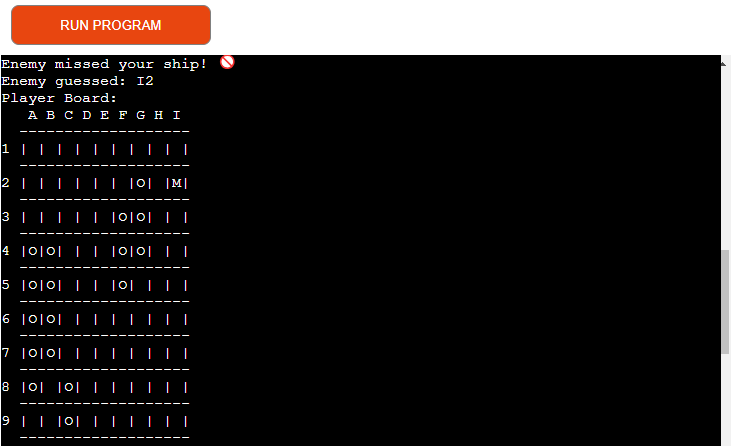 RUN PROGRAM
Enemy missed your ship! 🚫
Enemy guessed: I2
Player Board:
   A B C D E F G H I
  -------------------
1 | | | | | | | | | |
  -------------------
2 | | | | | | |O| |M|
  -------------------
3 | | | | | |O|O| | |
  -------------------
4 |O|O| | | |O|O| | |
  -------------------
5 |O|O| | | |O| | | |
  -------------------
6 |O|O| | | | | | | |
  -------------------
7 |O|O| | | | | | | |
  -------------------
8 |O| |O| | | | | | |
  -------------------
9 | | |O| | | | | | |
  -------------------